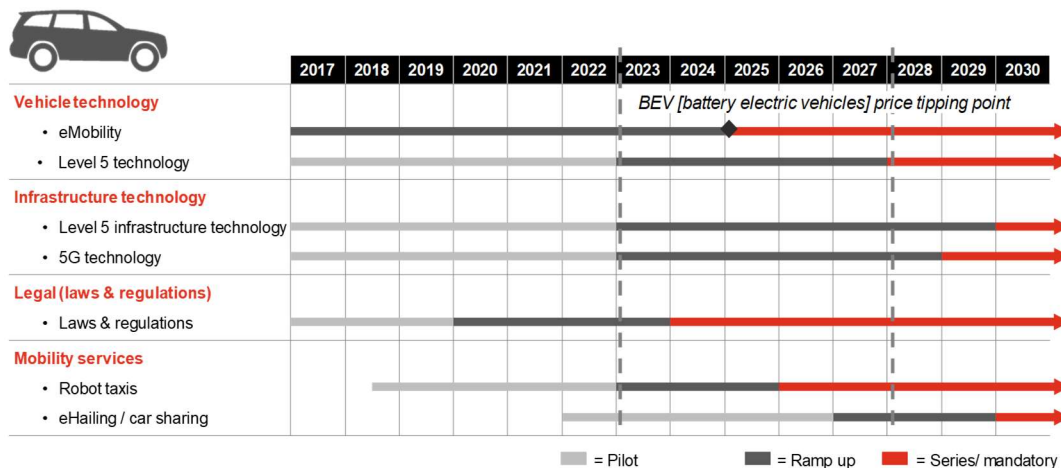 2017 2018 2019 2020 2021 2022 2023 2024 2025 2026 2027 2028 2029 2030
Vehicle technology
BEV [battery electric vehicles] price tipping point
• eMobility
• Level 5 technology
Infrastructure technology
• Level 5 infrastructure technology
• 5G technology
Legal (laws & regulations)
• Laws & regulations
Mobility services
• Robot taxis
• eHailing / car sharing
= Pilot = Ramp up = Series/ mandatory